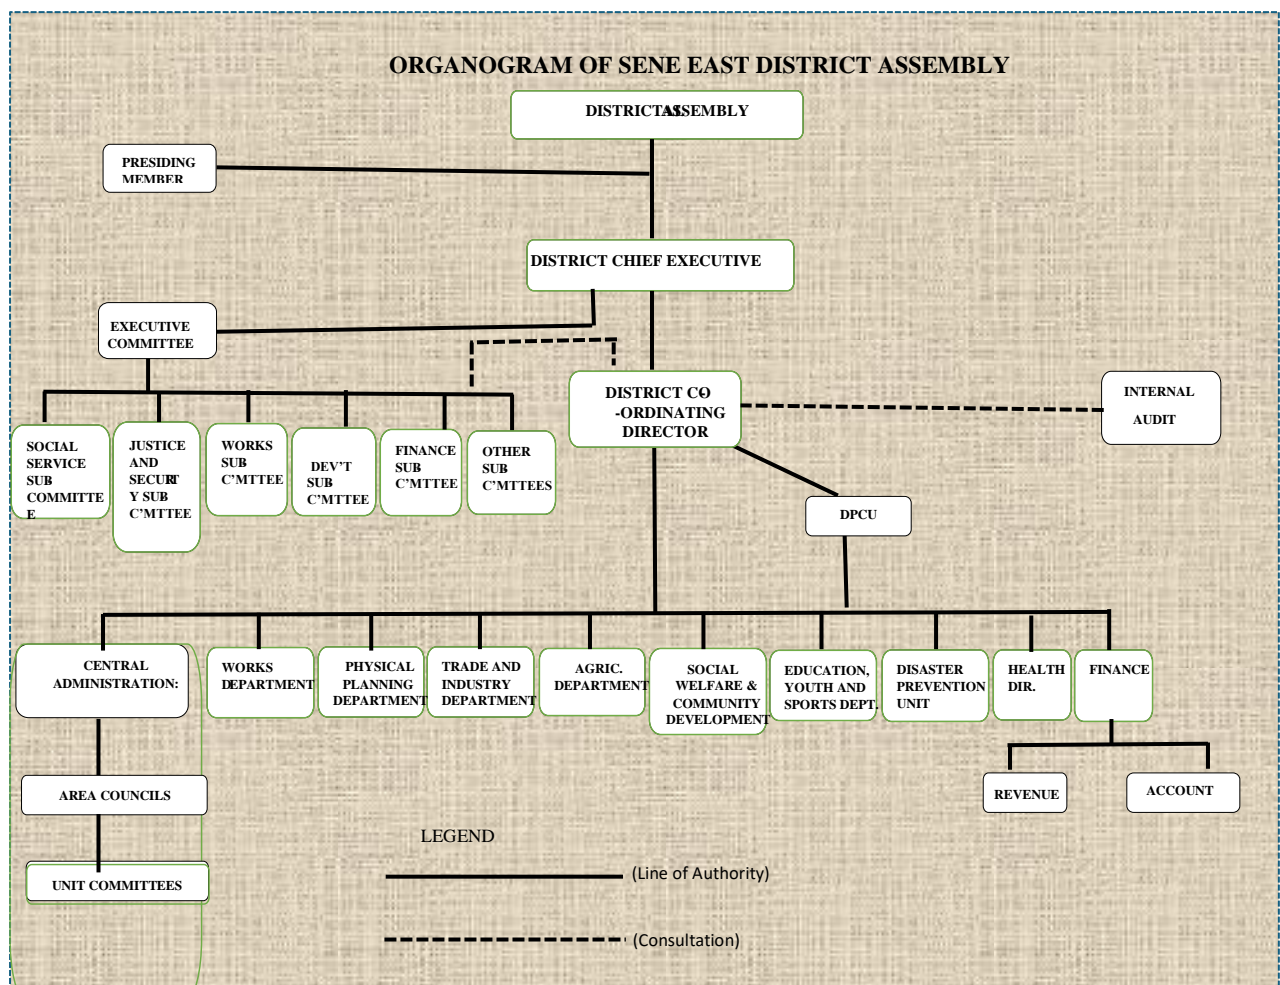 ORGANOGRAM OF SENE EAST DISTRICT ASSEMBLY
DISTRICT ASSEMBLY
PRESIDING
MEMBER
DISTRICT CHIEF EXECUTIVE
EXECUTIVE
COMMITTEE
DISTRICT CO
-ORDINATING
DIRECTOR
INTERNAL
AUDIT
SOCIAL
SERVICE
SUB
COMMITTE
E
JUSTICE
AND
SECURIT
Y SUB
C’MTTEE
WORKS
SUB
C’MTTEE
DEV’T
SUB
C’MTTEE
FINANCE
SUB
C’MTTEE
OTHER
SUB
C’MTTEES
DPCU
CENTRAL
ADMINISTRATION:
WORKS
DEPARTMENT
PHYSICAL
PLANNING
DEPARTMENT
TRADE AND
INDUSTRY
DEPARTMENT
AGRIC.
DEPARTMENT
SOCIAL
WELFARE &
COMMUNITY
DEVELOPMENT
EDUCATION,
YOUTH AND
SPORTS DEPT.
DISASTER
PREVENTION
UNIT
HEALTH
DIR.
FINANCE
AREA COUNCILS
REVENUE
ACCOUNT
UNIT COMMITTEES
LEGEND
(Line of Authority)
(Consultation)